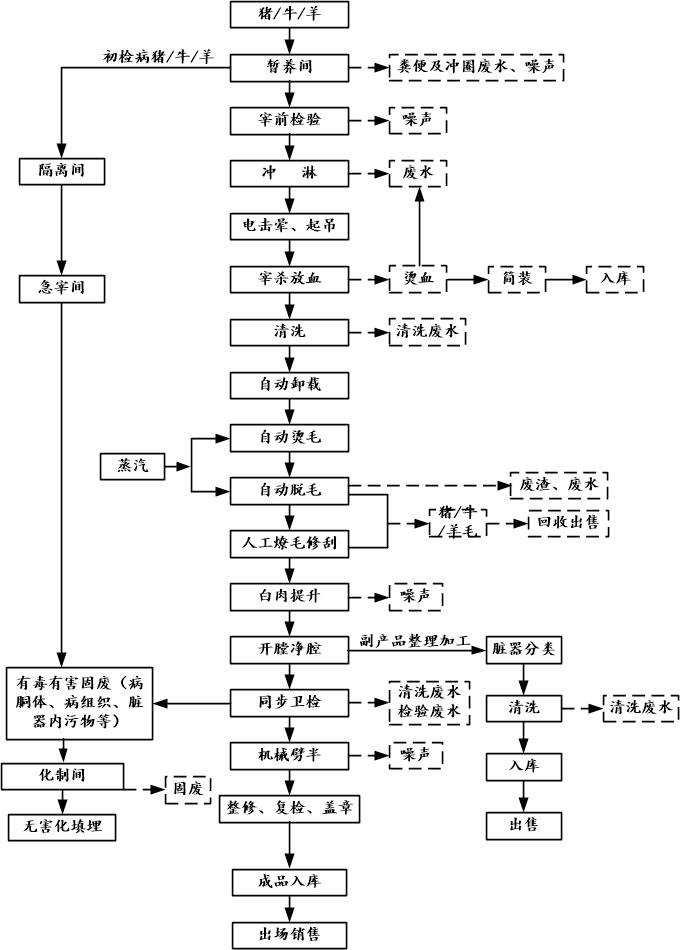 猪/牛/羊
初检病猪/牛/羊
暂养间
粪便及冲圈废水、噪声
宰前检验
噪声
隔离间
冲 淋
废水
电击晕、起吊
急宰间
宰杀放血
烫血
筒装
入库
清洗
清洗废水
自动卸载
自动烫毛
蒸汽
自动脱毛
废渣、废水
猪/牛
/羊毛
回收出售
人工燎毛修刮
白肉提升
噪声
开膛净腔
副产品整理加工
脏器分类
有毒有害固废（病
胴体、病组织、脏
器内污物等）
同步卫检
清洗废水
检验废水
清洗
清洗废水
机械劈半
噪声
入库
化制间
固废
整修、复检、盖章
无害化填埋
出售
成品入库
出场销售